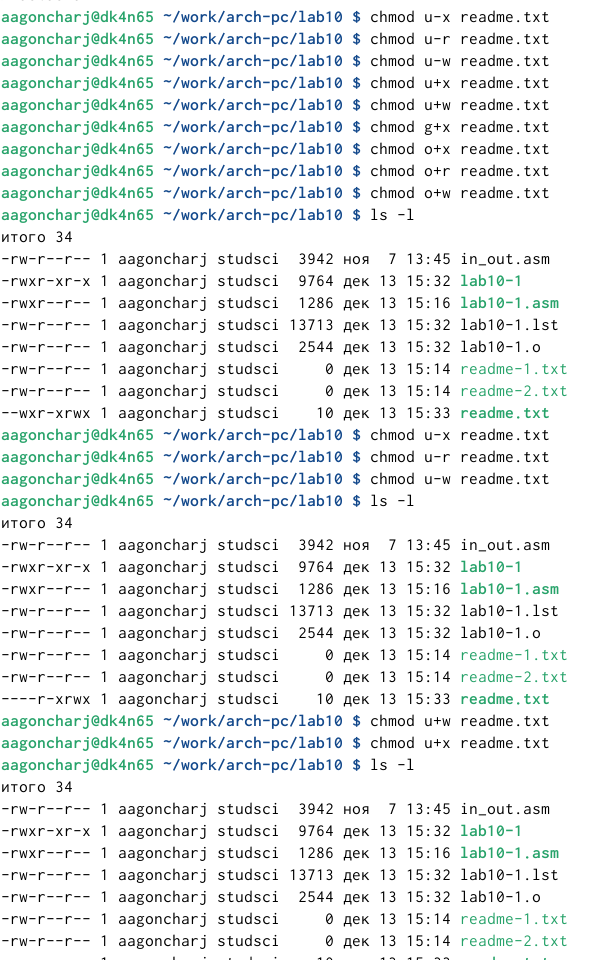 aagoncharj@dk4n65 ~/work/arch-pc/lab10 $ chmod u-x readme.txt
aagoncharj@dk4n65 ~/work/arch-pc/lab10 $ chmod u-r readme.txt
aagoncharj@dk4n65 ~/work/arch-pc/lab10 $ chmod u-w readme.txt
aagoncharj@dk4n65 ~/work/arch-pc/lab10 $ chmod u+x readme.txt
aagoncharj@dk4n65 ~/work/arch-pc/lab10 $ chmod u+w readme.txt
aagoncharj@dk4n65 ~/work/arch-pc/lab10 $ chmod g+x readme.txt
aagoncharj@dk4n65 ~/work/arch-pc/lab10 $ chmod o+x readme.txt
aagoncharj@dk4n65 ~/work/arch-pc/lab10 $ chmod o+r readme.txt
aagoncharj@dk4n65 ~/work/arch-pc/lab10 $ chmod o+w readme.txt
aagoncharj@dk4n65 ~/work/arch-pc/lab10 $ ls -l
итого 34
-rw-r--r-- 1 aagoncharj studsci  3942 ноя  7 13:45 in_out.asm
-rwxr-xr-x 1 aagoncharj studsci  9764 дек 13 15:32 lab10-1
-rwxr--r-- 1 aagoncharj studsci  1286 дек 13 15:16 lab10-1.asm
-rw-r--r-- 1 aagoncharj studsci 13713 дек 13 15:32 lab10-1.lst
-rw-r--r-- 1 aagoncharj studsci  2544 дек 13 15:32 lab10-1.o
-rw-r--r-- 1 aagoncharj studsci     0 дек 13 15:14 readme-1.txt
-rw-r--r-- 1 aagoncharj studsci     0 дек 13 15:14 readme-2.txt
--wxr-xrwx 1 aagoncharj studsci    10 дек 13 15:33 readme.txt
aagoncharj@dk4n65 ~/work/arch-pc/lab10 $ chmod u-x readme.txt
aagoncharj@dk4n65 ~/work/arch-pc/lab10 $ chmod u-r readme.txt
aagoncharj@dk4n65 ~/work/arch-pc/lab10 $ chmod u-w readme.txt
aagoncharj@dk4n65 ~/work/arch-pc/lab10 $ ls -l
итого 34
-rw-r--r-- 1 aagoncharj studsci  3942 ноя  7 13:45 in_out.asm
-rwxr-xr-x 1 aagoncharj studsci  9764 дек 13 15:32 lab10-1
-rwxr--r-- 1 aagoncharj studsci  1286 дек 13 15:16 lab10-1.asm
-rw-r--r-- 1 aagoncharj studsci 13713 дек 13 15:32 lab10-1.lst
-rw-r--r-- 1 aagoncharj studsci  2544 дек 13 15:32 lab10-1.o
-rw-r--r-- 1 aagoncharj studsci     0 дек 13 15:14 readme-1.txt
-rw-r--r-- 1 aagoncharj studsci     0 дек 13 15:14 readme-2.txt
----r-xrwx 1 aagoncharj studsci    10 дек 13 15:33 readme.txt
aagoncharj@dk4n65 ~/work/arch-pc/lab10 $ chmod u+w readme.txt
aagoncharj@dk4n65 ~/work/arch-pc/lab10 $ chmod u+x readme.txt
aagoncharj@dk4n65 ~/work/arch-pc/lab10 $ ls -l
итого 34
-rw-r--r-- 1 aagoncharj studsci  3942 ноя  7 13:45 in_out.asm
-rwxr-xr-x 1 aagoncharj studsci  9764 дек 13 15:32 lab10-1
-rwxr--r-- 1 aagoncharj studsci  1286 дек 13 15:16 lab10-1.asm
-rw-r--r-- 1 aagoncharj studsci 13713 дек 13 15:32 lab10-1.lst
-rw-r--r-- 1 aagoncharj studsci  2544 дек 13 15:32 lab10-1.o
-rw-r--r-- 1 aagoncharj studsci     0 дек 13 15:14 readme-1.txt
-rw-r--r-- 1 aagoncharj studsci     0 дек 13 15:14 readme-2.txt